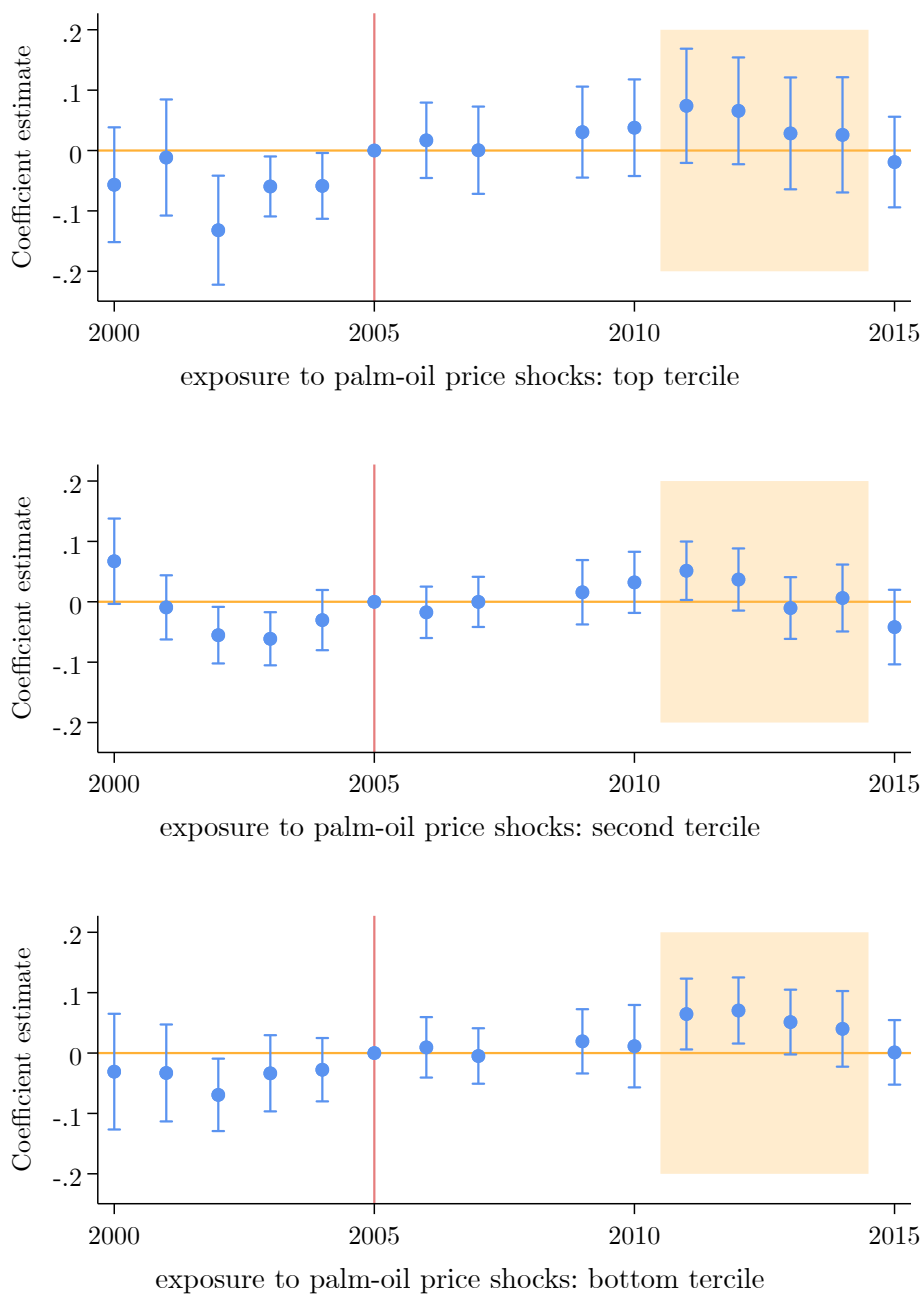 Coefficient estimate
.2
.1
0
-.1
-.2
2000 2005 2010 2015
exposure to palm-oil price shocks: top tercile
Coefficient estimate
.2
.1
0
-.1
-.2
2000 2005 2010 2015
exposure to palm-oil price shocks: second tercile
Coefficient estimate
.2
.1
0
-.1
-.2
2000 2005 2010 2015
exposure to palm-oil price shocks: bottom tercile